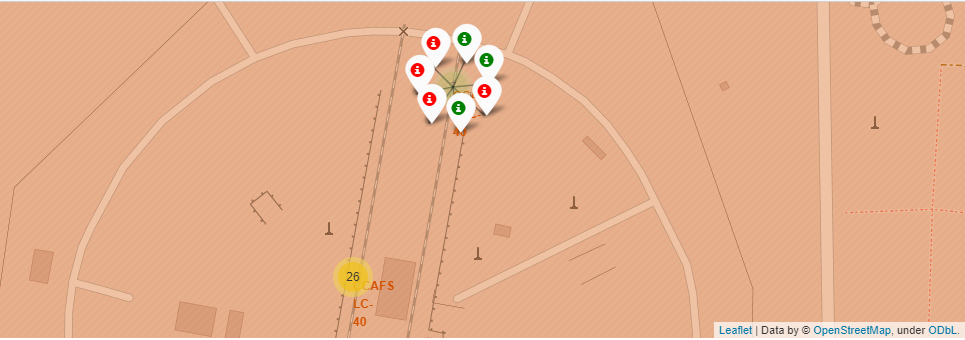 26
CAFS
LC-
40
Leaflet | Data by © OpenStreetMap, under ODbL.